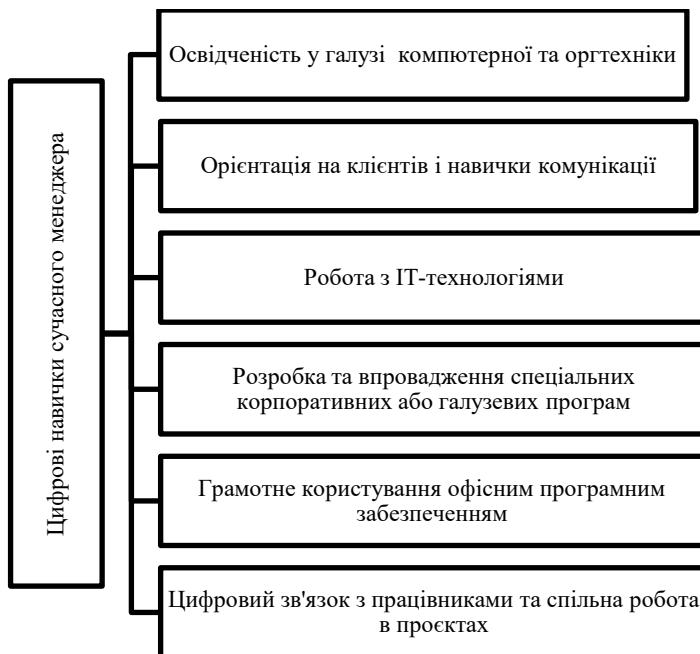 Цифрові навички сучасного менеджера
Освідченість у галузі компютерної та оргтехніки
Орієнтація на клієнтів і навички комунікації
Робота з ІТ-технологіями
Розробка та впровадження спеціальних
корпоративних або галузевих програм
Грамотне користування офісним програмним
забезпеченням
Цифровий зв'язок з працівниками та спільна робота
в проєктах